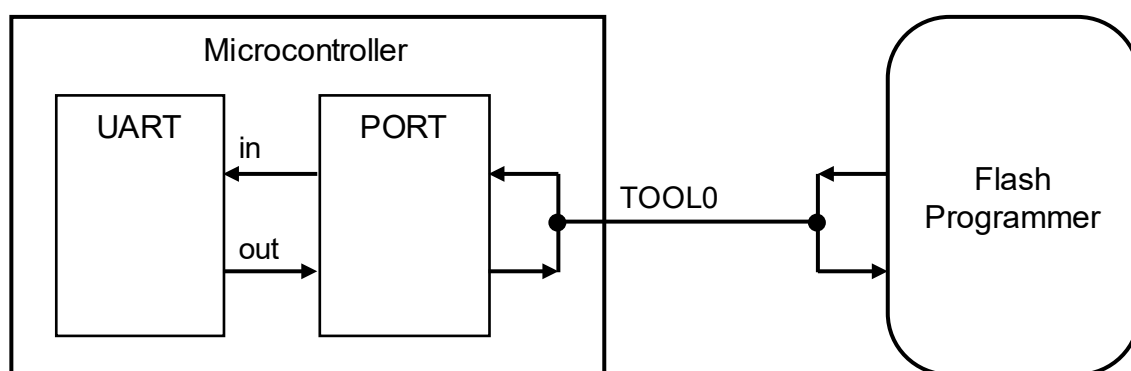 Microcontroller
UART
PORT
in
out
TOOL0
Flash
Programmer